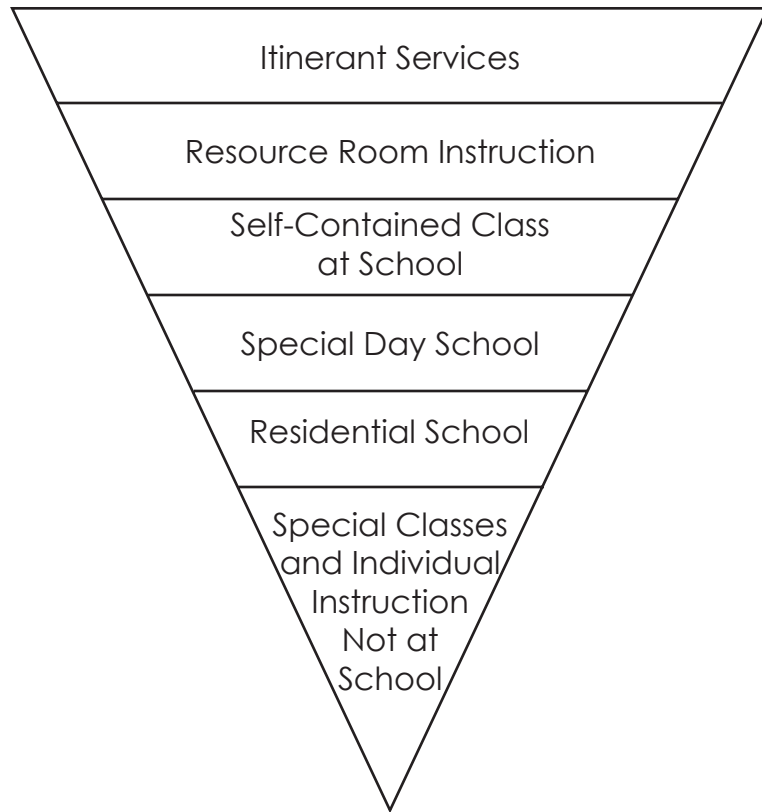 Itinerant Services
Resource Room Instruction
Self-Contained Class
at School
Special Day School
Residential School
Special Classes
and Individual
Instruction
Not at
School